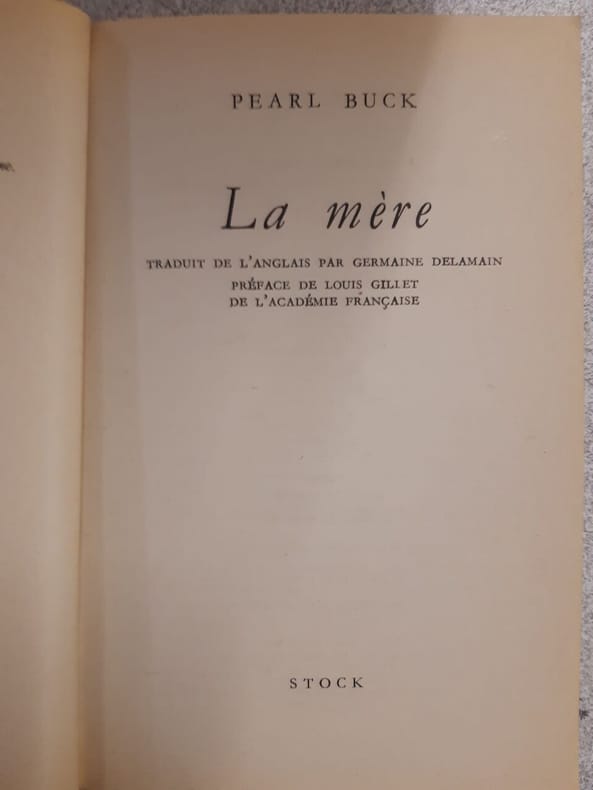 PEARL BUCK
La mère
TRADUIT DE L'ANGLAIS PAR GERMAINE DELAMAIN
PRÉFACE DE LOUIS GILLET
DE L'ACADÉMIE FRANÇAISE
STOCK